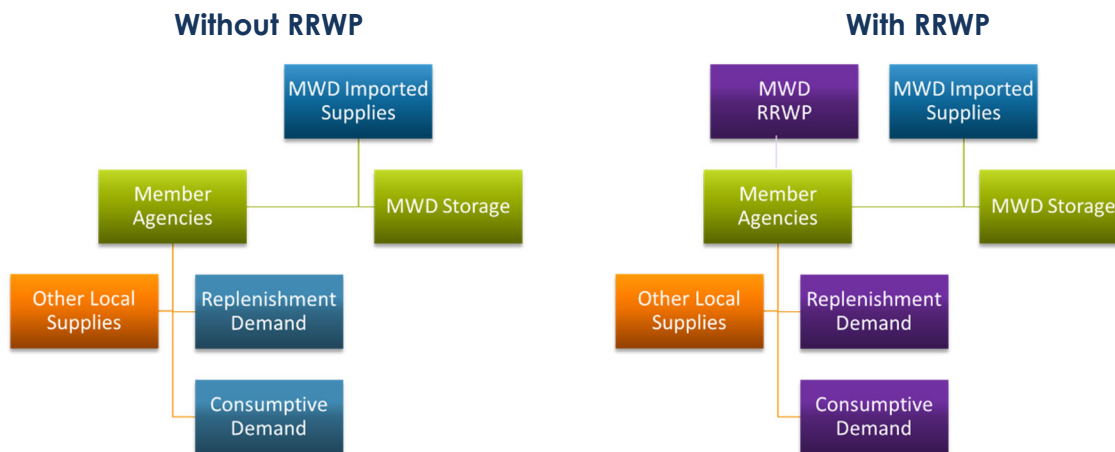 Without RRWP
MWD Imported
Supplies
Member
Agencies
MWD Storage
Other Local
Supplies
Replenishment
Demand
Consumptive
Demand
With RRWP
MWD
RRWP
MWD Imported
Supplies
Member
Agencies
MWD Storage
Other Local
Supplies
Replenishment
Demand
Consumptive
Demand